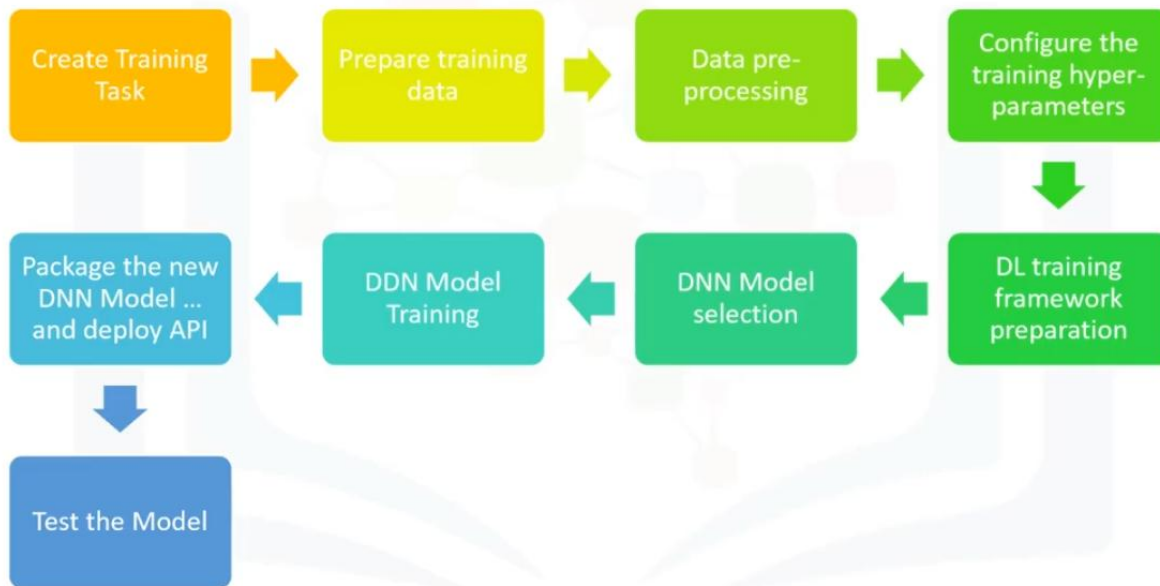 Create Training
Task
Prepare training
data
Data pre-
processing
Configure the
training hyper-
parameters
DL training
framework
preparation
DNN Model
selection
DDN Model
Training
Package the new
DNN Model ...
and deploy API
Test the Model